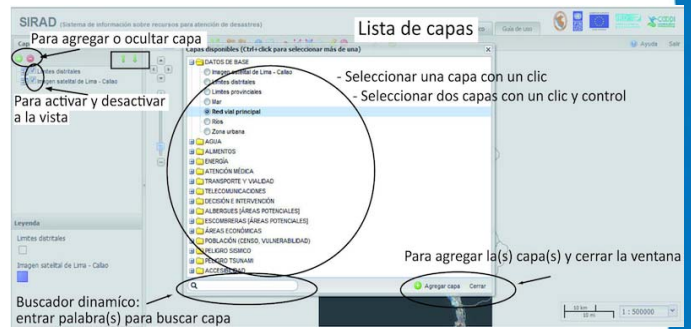 SIRAD (Sistema de información sobre recursos para atención de desastres)
Lista de capas
Guía de uso
Para agregar o ocultar capa
Ayuda Salir
Capas disponibles (Ctrl+click para seleccionar más de una)
DATOS DE BASE
Imagen satelital de Lima - Callao
Límites distritales
Límites provinciales
Mar
Red vial principal
Ríos
Zona urbana
AGUA
ALIMENTOS
ENERGÍA
ATENCIÓN MÉDICA
TRANSPORTE Y VIALIDAD
TELECOMUNICACIONES
DECISIÓN E INTERVENCIÓN
ALBERGUES [ÁREAS POTENCIALES]
ESCOMBRERAS [ÁREAS POTENCIALES]
ÁREAS ECONÓMICAS
POBLACIÓN (CENSO, VULNERABILIDAD)
PELIGRO SISMICO
PELIGRO TSUNAMI
ACCESIBILIDAD
- Seleccionar una capa con un clic
- Seleccionar dos capas con un clic y control
Límites distritales
Imagen satelital de Lima - Callao
Para activar y desactivar
a la vista
Leyenda
Límites distritales
Imagen satelital de Lima - Callao
Para agregar la(s) capa(s) y cerrar la ventana
Agregar capa Cerrar
Buscador dinamíco:
entrar palabra(s) para buscar capa
10 km
10 mi
1 : 500000